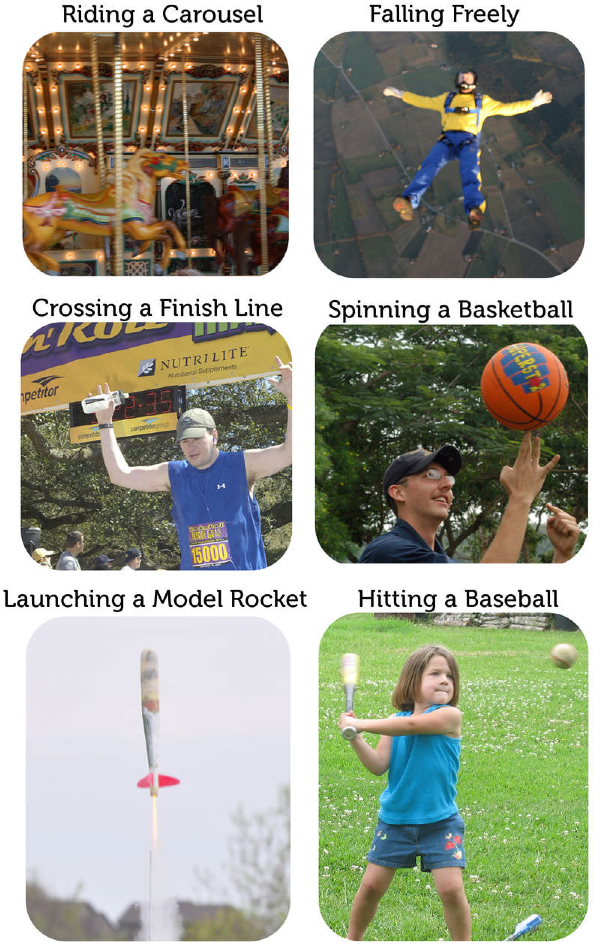 Riding a Carousel
Falling Freely
Crossing a Finish Line
Spinning a Basketball
n'Roll
NUTRILITE
Nutritional Supplements
competitor
competitorgroup
15000
Launching a Model Rocket
Hitting a Baseball